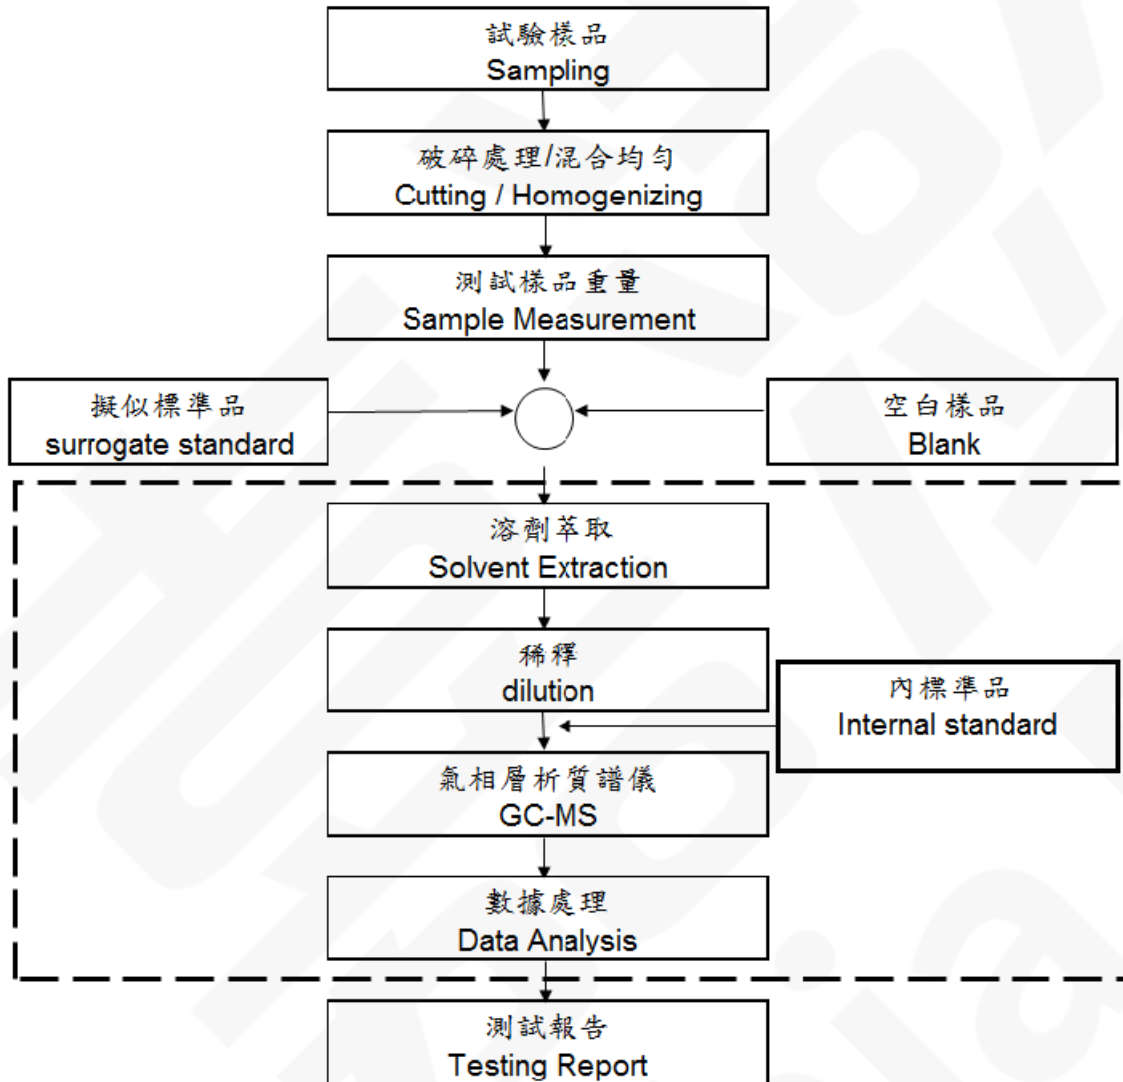 試驗樣品
Sampling
破碎處理/混合均勻
Cutting / Homogenizing
測試樣品重量
Sample Measurement
擬似標準品
surrogate standard
空白樣品
Blank
溶劑萃取
Solvent Extraction
稀釋
dilution
內標準品
Internal standard
氣相層析質譜儀
GC-MS
數據處理
Data Analysis
測試報告
Testing Report